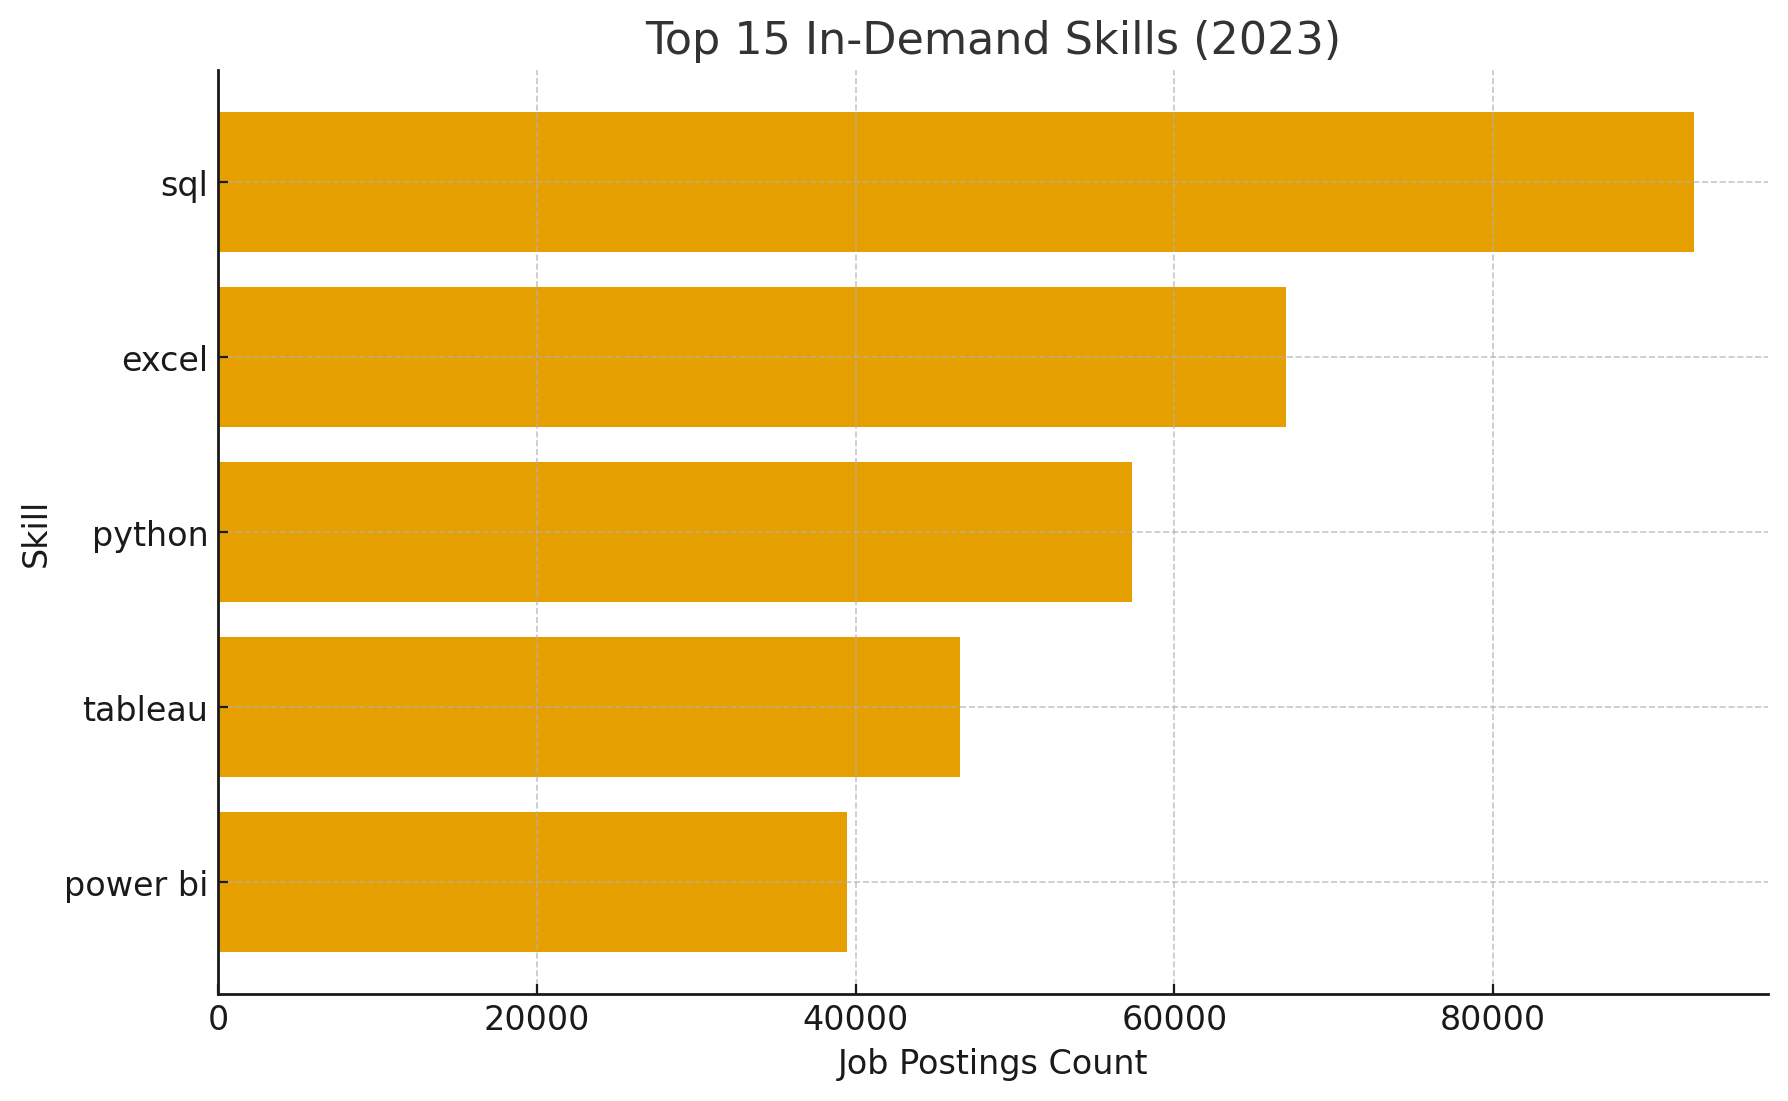 Top 15 In-Demand Skills (2023)
sql
excel
python
tableau
power bi
Skill
0 20000 40000 60000 80000
Job Postings Count